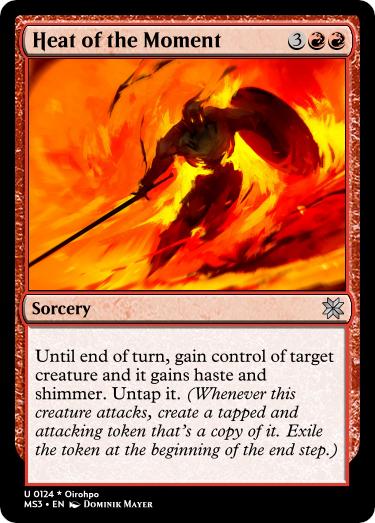 Heat of the Moment 3
Sorcery
Until end of turn, gain control of target
creature and it gains haste and
shimmer. Untap it. (Whenever this
creature attacks, create a tapped and
attacking token that's a copy of it. Exile
the token at the beginning of the end step.)
U 0124 * Oirohpo
MS3 • EN Dominik Mayer